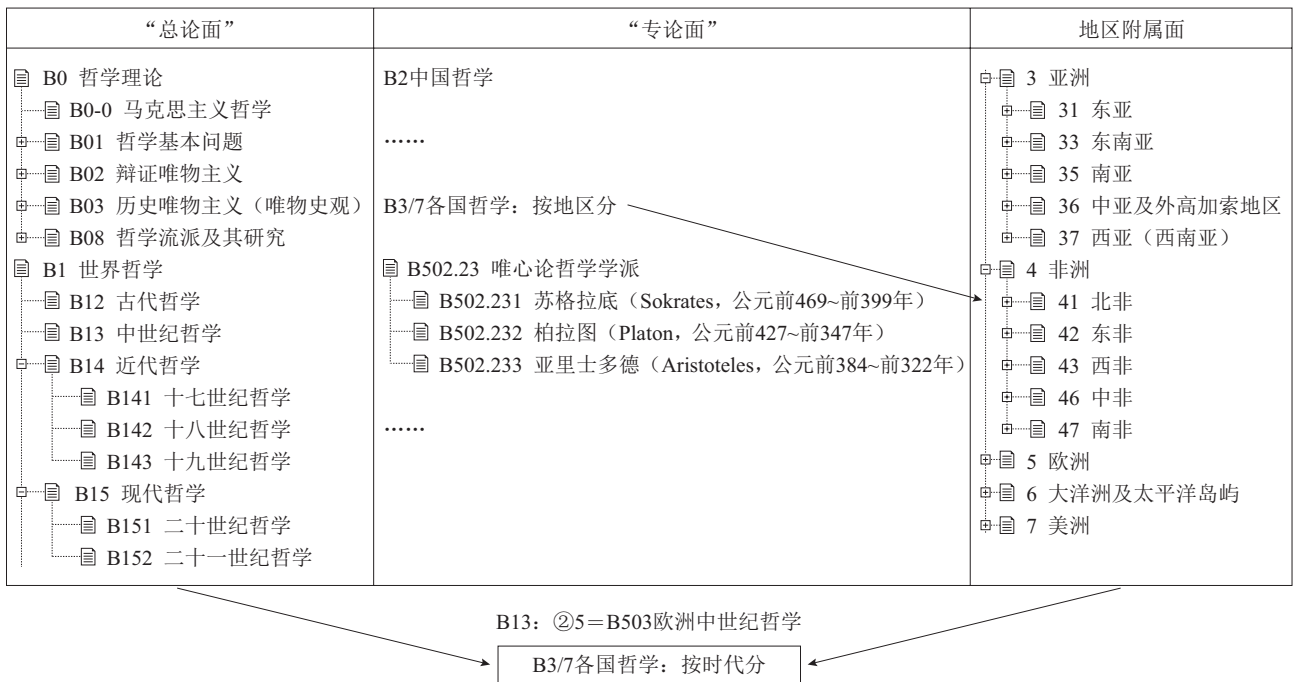 “总论面”
“专论面”
地区附属面
B0 哲学理论
B0-0 马克思主义哲学
B01 哲学基本问题
B02 辩证唯物主义
B03 历史唯物主义（唯物史观）
B08 哲学流派及其研究
B1 世界哲学
B12 古代哲学
B13 中世纪哲学
B14 近代哲学
B141 十七世纪哲学
B142 十八世纪哲学
B143 十九世纪哲学
B15 现代哲学
B151 二十世纪哲学
B152 二十一世纪哲学
B2中国哲学
……
B3/7各国哲学：按地区分
B502.23 唯心论哲学学派
B502.231 苏格拉底（Sokrates，公元前469~前399年）
B502.232 柏拉图（Platon，公元前427~前347年）
B502.233 亚里士多德（Aristoteles，公元前384~前322年）
……
3 亚洲
31 东亚
33 东南亚
35 南亚
36 中亚及外高加索地区
37 西亚（西南亚）
4 非洲
41 北非
42 东非
43 西非
46 中非
47 南非
5 欧洲
6 大洋洲及太平洋岛屿
7 美洲
B13：②5＝B503欧洲中世纪哲学
B3/7各国哲学：按时代分